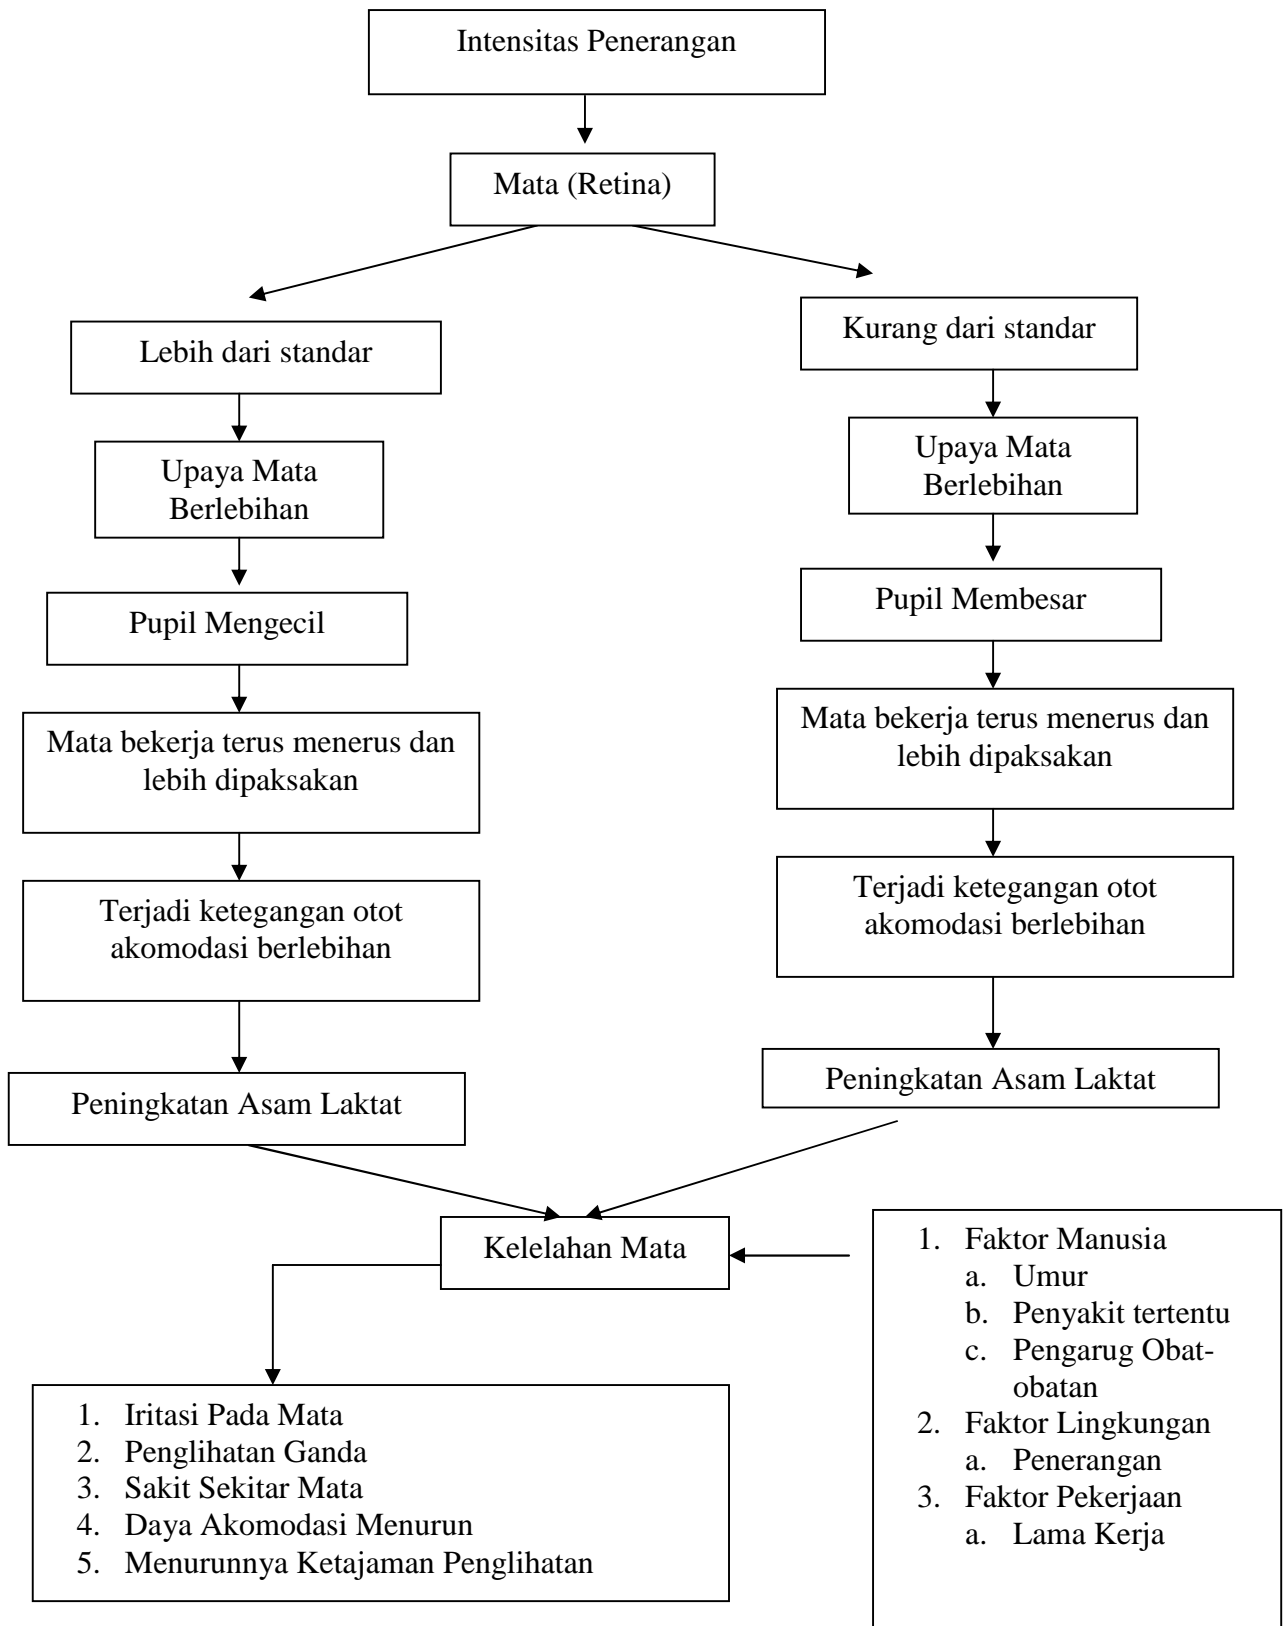 Intensitas Penerangan
Mata (Retina)
Lebih dari standar
Kurang dari standar
Upaya Mata
Berlebihan
Upaya Mata
Berlebihan
Pupil Mengecil
Pupil Membesar
Mata bekerja terus menerus dan
lebih dipaksakan
Mata bekerja terus menerus dan
lebih dipaksakan
Terjadi ketegangan otot
akomodasi berlebihan
Terjadi ketegangan otot
akomodasi berlebihan
Peningkatan Asam Laktat
Peningkatan Asam Laktat
Kelelahan Mata
1. Faktor Manusia
a. Umur
b. Penyakit tertentu
c. Pengarug Obat-
obatan
2. Faktor Lingkungan
a. Penerangan
3. Faktor Pekerjaan
a. Lama Kerja
1. Iritasi Pada Mata
2. Penglihatan Ganda
3. Sakit Sekitar Mata
4. Daya Akomodasi Menurun
5. Menurunnya Ketajaman Penglihatan